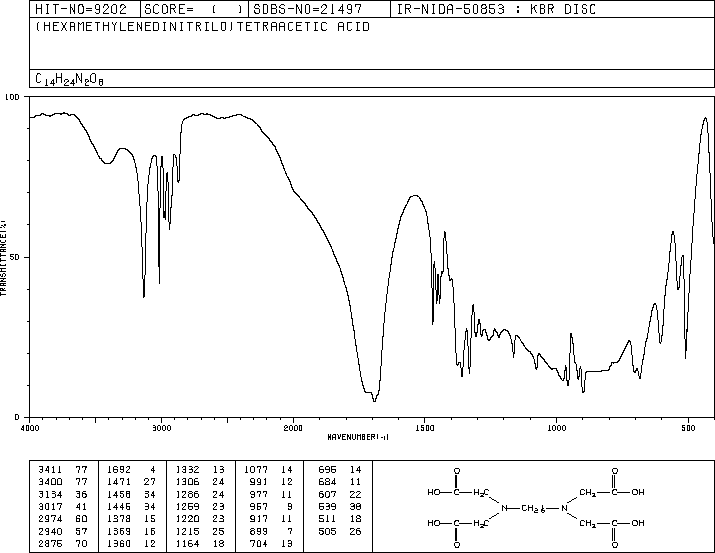 HIT-NO=9202 SCORE= ( ) SDBS-NO=21497 IR-NIDA-50853 : KBR DISC
(HEXAMETHYLENEDINITRILO)TETRAACETIC ACID
C14H24N2O8
100
50
0
TRANSMITTANCE(%)
4000 3000 2000 1500 1000 500
WAVENUMBER(-1)
3411 77 1692 4 1332 13 1077 14 696 14
3400 77 1471 27 1306 24 991 12 684 11
3134 36 1458 34 1286 24 977 11 607 22
3017 41 1446 34 1259 23 957 9 539 38
2974 60 1378 15 1220 23 917 11 511 18
2940 57 1369 16 1215 25 899 7 505 26
2876 70 1360 12 1164 18 704 13
O O
HO-C-CH2 CH2-C-OH
N-(CH2)6-N
HO-C-CH2 CH2-C-OH
O O